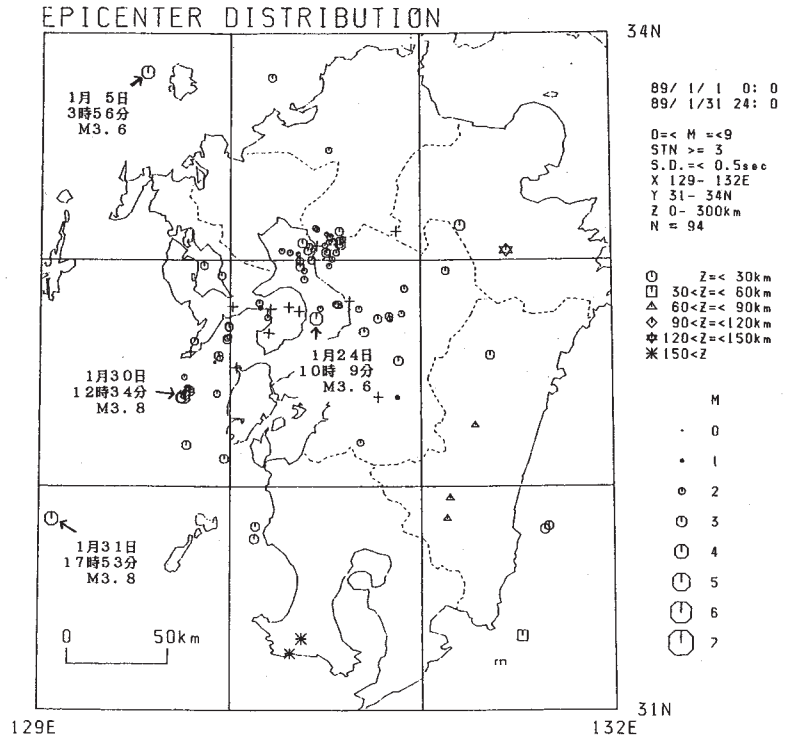 EPICENTER DISTRIBUTION
34N
1月 5日
3時56分
M3.6
89/ 1/ 1 0: 0
89/ 1/31 24: 0
0=< M =<9
STN >= 3
S.D.=< 0.5sec
X 129- 132E
Y 31- 34N
Z 0- 300km
N = 94
Z=< 30km
30<Z=< 60km
60<Z=< 90km
90<Z=<120km
120<Z=<150km
150<Z
1月24日
10時 9分
M3.6
1月30日
12時34分
M3.8
M
0
1
2
3
4
5
6
7
1月31日
17時53分
M3.8
0 50km
31N
129E 132E